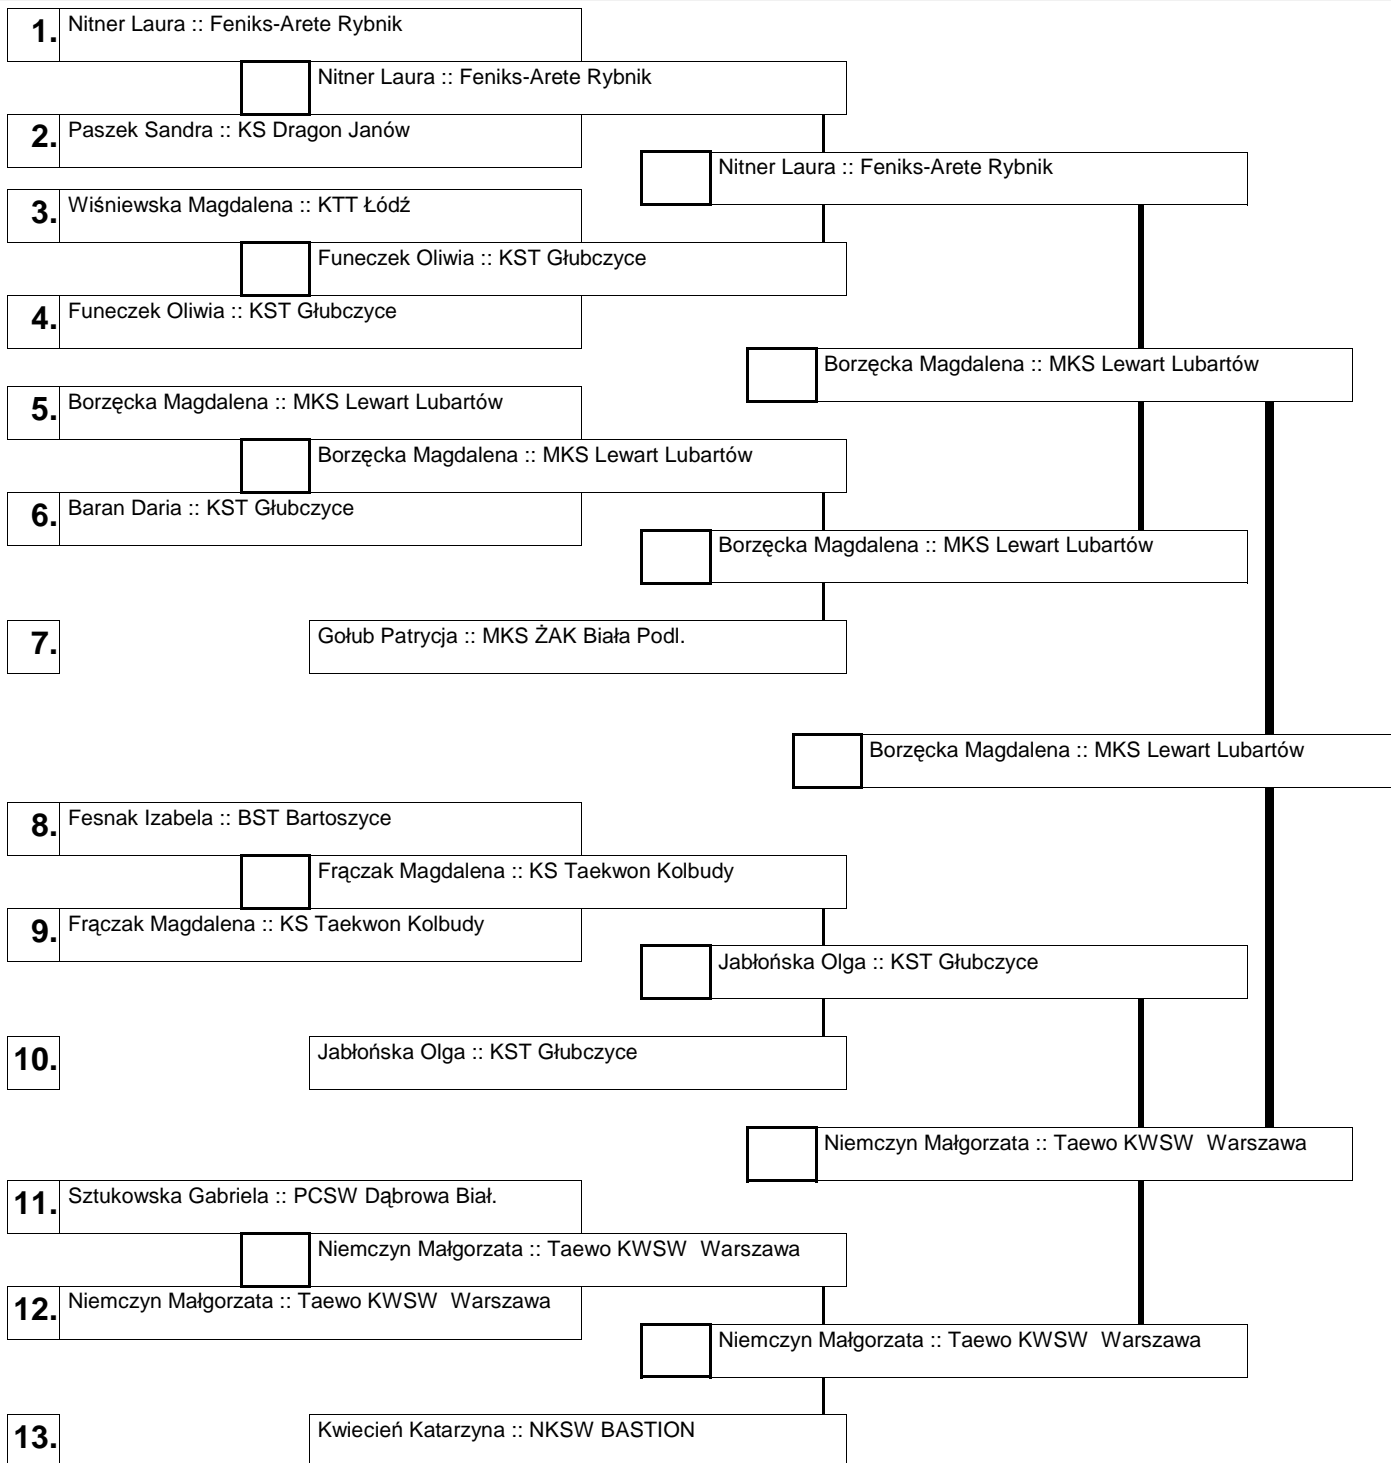 1. Nitner Laura :: Feniks-Arete Rybnik
Nitner Laura :: Feniks-Arete Rybnik
2. Paszek Sandra :: KS Dragon Janów
Nitner Laura :: Feniks-Arete Rybnik
3. Wiśniewska Magdalena :: KTT Łódź
Funeczek Oliwia :: KST Głubczyce
4. Funeczek Oliwia :: KST Głubczyce
Borzęcka Magdalena :: MKS Lewart Lubartów
5. Borzęcka Magdalena :: MKS Lewart Lubartów
Borzęcka Magdalena :: MKS Lewart Lubartów
6. Baran Daria :: KST Głubczyce
Borzęcka Magdalena :: MKS Lewart Lubartów
7. Gołub Patrycja :: MKS ŻAK Biała Podl.
Borzęcka Magdalena :: MKS Lewart Lubartów
8. Fesnak Izabela :: BST Bartoszyce
Frączak Magdalena :: KS Taekwon Kolbudy
9. Frączak Magdalena :: KS Taekwon Kolbudy
Jabłońska Olga :: KST Głubczyce
10. Jabłońska Olga :: KST Głubczyce
Niemczyn Małgorzata :: Taewo KWSW  Warszawa
11. Sztukowska Gabriela :: PCSW Dąbrowa Biał.
Niemczyn Małgorzata :: Taewo KWSW  Warszawa
12. Niemczyn Małgorzata :: Taewo KWSW  Warszawa
Niemczyn Małgorzata :: Taewo KWSW  Warszawa
13. Kwiecień Katarzyna :: NKSW BASTION